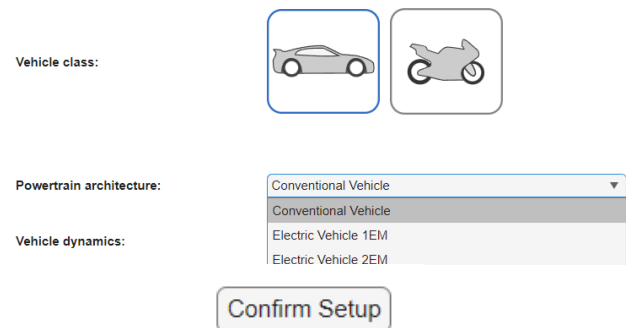 Vehicle class:
Powertrain architecture:
Conventional Vehicle
Conventional Vehicle
Electric Vehicle 1EM
Vehicle dynamics:
Electric Vehicle 2EM
Confirm Setup